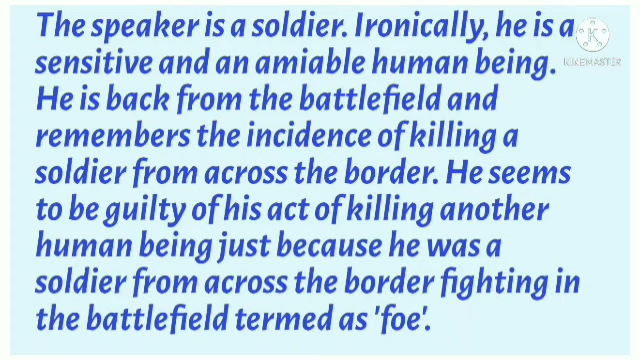 The speaker is a soldier. Ironically, he is a
sensitive and an amiable human being.
He is back from the battlefield and
remembers the incidence of killing a
soldier from across the border. He seems
to be guilty of his act of killing another
human being just because he was a
soldier from across the border fighting in
the battlefield termed as 'foe'.
K
KINEMASTER